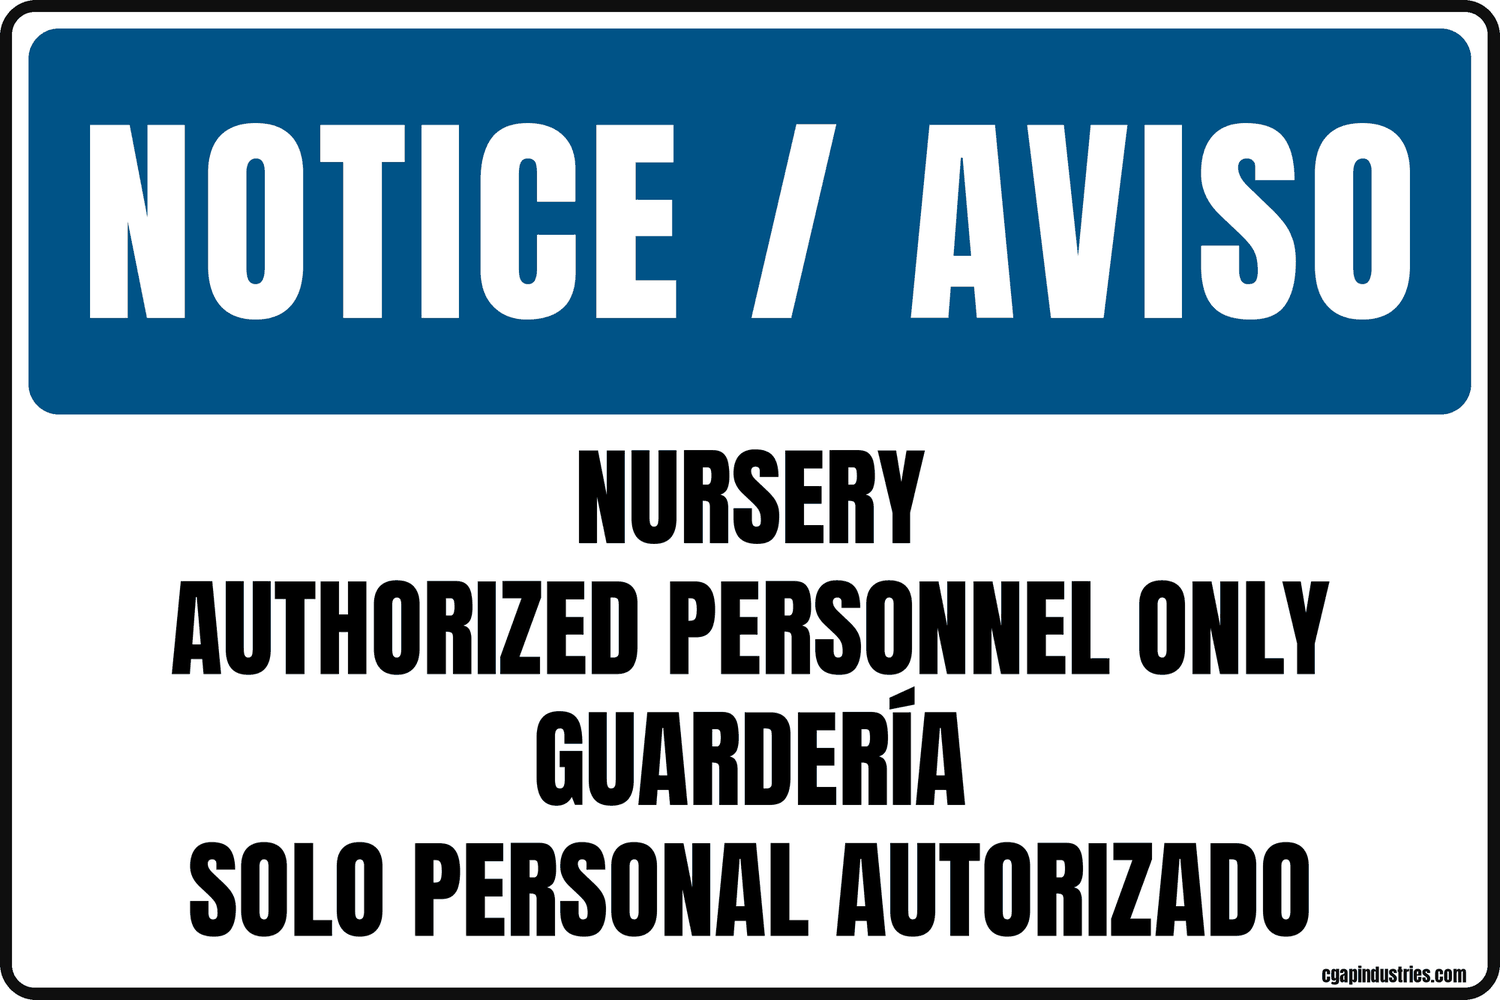 NOTICE / AVISO
NURSERY
AUTHORIZED PERSONNEL ONLY
GUARDERÍA
SOLO PERSONAL AUTORIZADO
cgapindustries.com